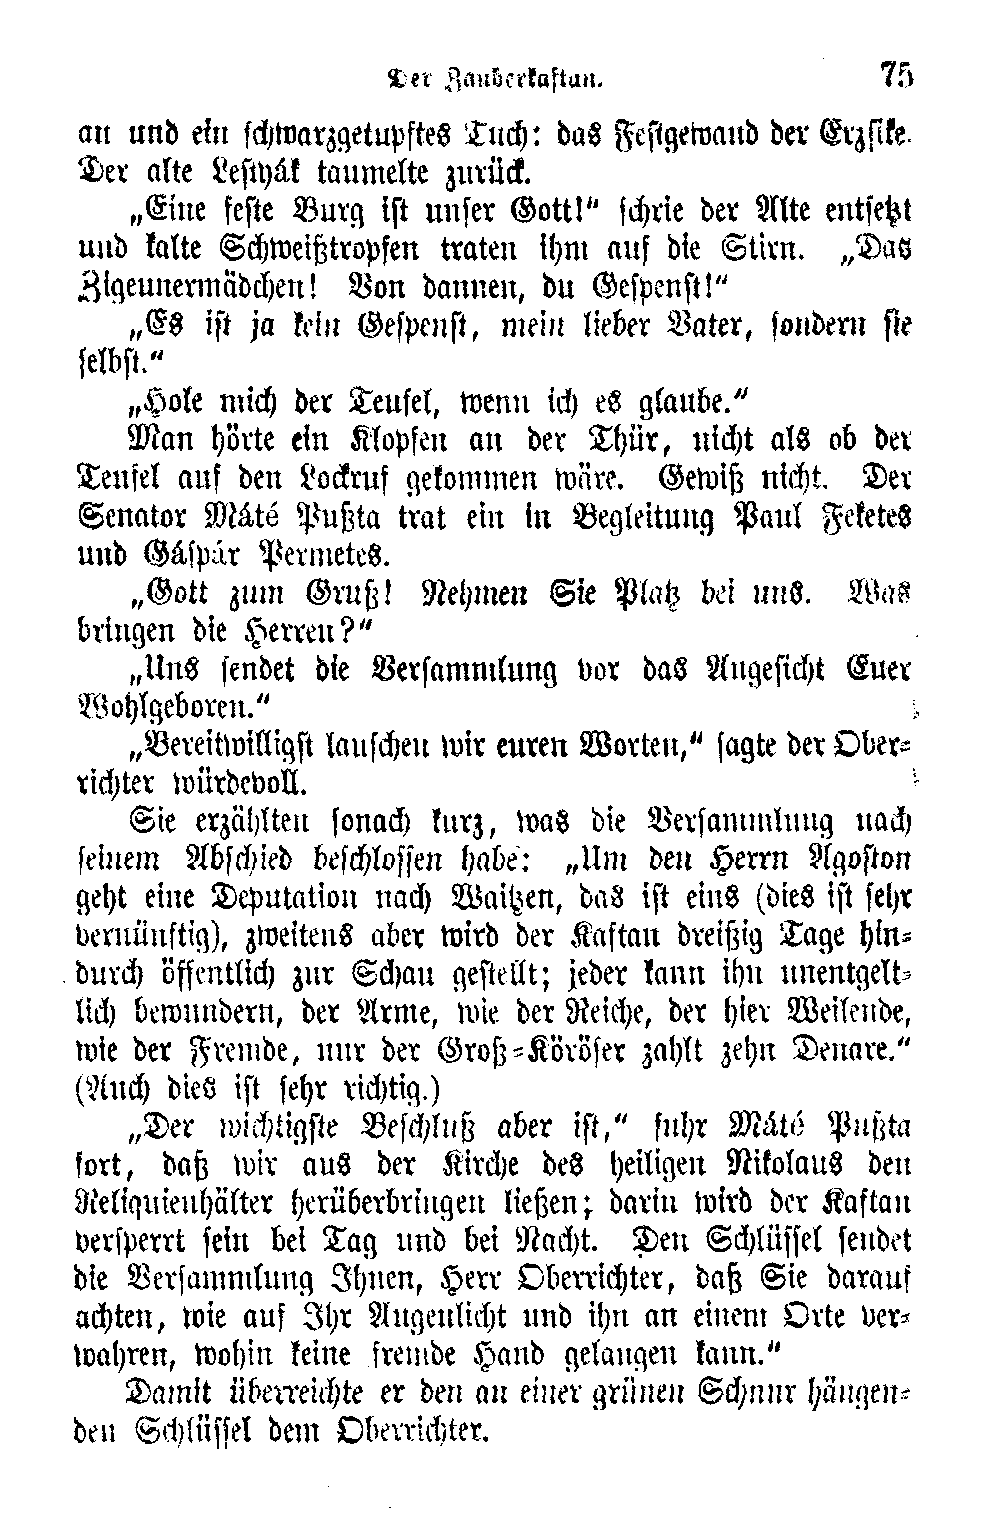 Der Zauberkaftan. 75
an und ein schwarzgetupftes Tuch: das Festgewand der Erzsike.
Der alte Lestyák taumelte zurück.
„Eine feste Burg ist unser Gott!“ schrie der Alte entsetzt
und kalte Schweißtropfen traten ihm auf die Stirn. „Das
Zigeunermädchen! Von dannen, du Gespenst!“
„Es ist ja kein Gespenst, mein lieber Vater, sondern sie
selbst.“
„Hole mich der Teufel, wenn ich es glaube.“
Man hörte ein Klopfen an der Thür, nicht als ob der
Teufel auf den Lockruf gekommen wäre. Gewiß nicht. Der
Senator Máté Pußta trat ein in Begleitung Paul Feketes
und Gáspár Permetes.
„Gott zum Gruß! Nehmen Sie Platz bei uns. Was
bringen die Herren?“
„Uns sendet die Versammlung vor das Angesicht Euer
Wohlgeboren.“
„Bereitwilligst lauschen wir euren Worten,“ sagte der Ober-
richter würdevoll.
Sie erzählten sonach kurz, was die Versammlung nach
seinem Abschied beschlossen habe: „Um den Herrn Agoston
geht eine Deputation nach Waitzen, das ist eins (dies ist sehr
vernünftig), zweitens aber wird der Kaftan dreißig Tage hin-
durch öffentlich zur Schau gestellt; jeder kann ihn unentgelt-
lich bewundern, der Arme, wie der Reiche, der hier Weilende,
wie der Fremde, nur der Groß-Köröser zahlt zehn Denare.“
(Auch dies ist sehr richtig.)
„Der wichtigste Beschluß aber ist,“ fuhr Máté Pußta
fort, daß wir aus der Kirche des heiligen Nikolaus den
Reliquienhälter herüberbringen ließen; darin wird der Kaftan
versperrt sein bei Tag und bei Nacht. Den Schlüssel sendet
die Versammlung Ihnen, Herr Oberrichter, daß Sie darauf
achten, wie auf Ihr Augenlicht und ihn an einem Orte ver-
wahren, wohin keine fremde Hand gelangen kann.“
Damit überreichte er den an einer grünen Schnur hängen-
den Schlüssel dem Oberrichter.